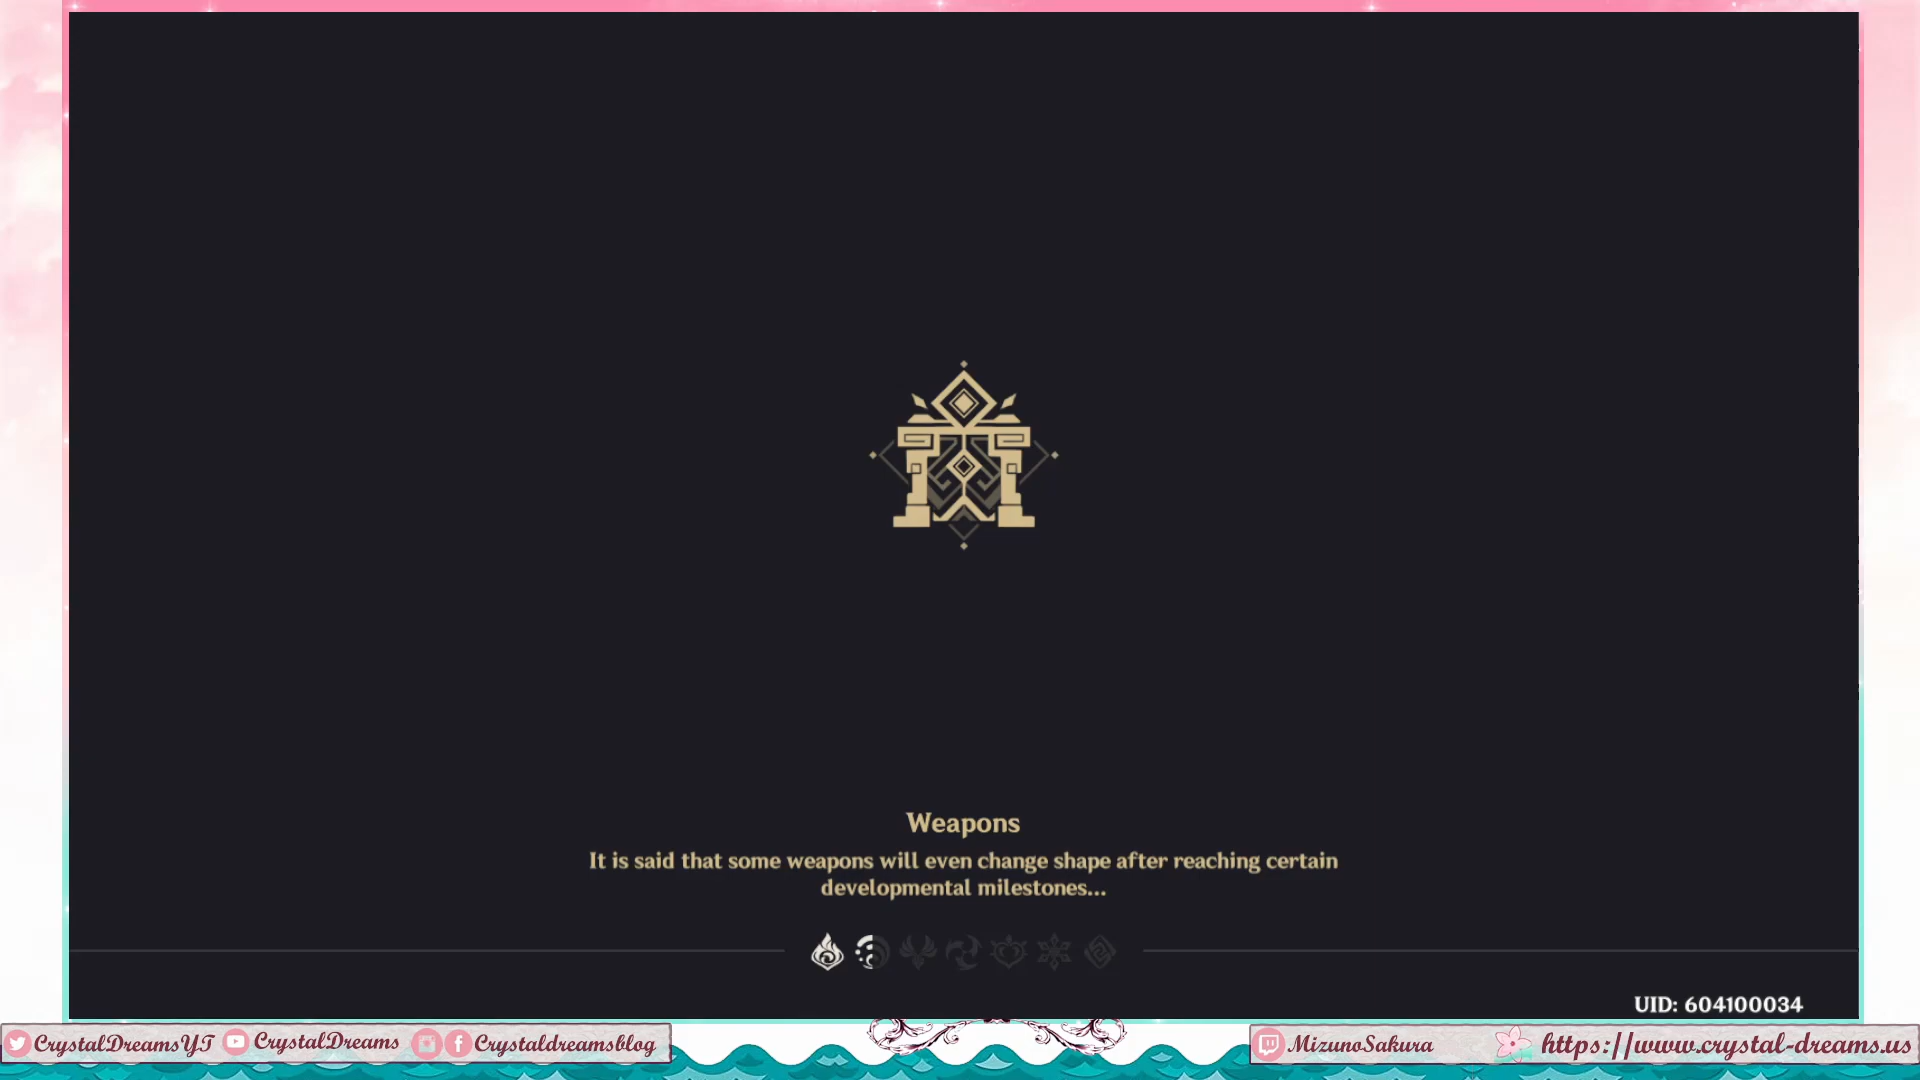 Weapons
It is said that some weapons will even change shape after reaching certain
developmental milestones...
UID: 604100034
CrystalDreamsYT CrystalDreams Crystaldreamsblog
MizunoSakura https://www.crystal-dreams.us